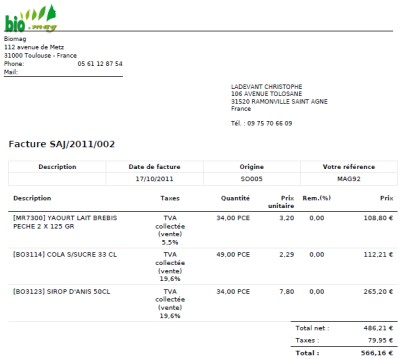 bio.mag
Biomag
112 avenue de Metz
31000 Toulouse - France
Phone: 05 61 12 87 54
Mail:
LADEVANT CHRISTOPHE
106 AVENUE TOLOSANE
31520 RAMONVILLE SAINT AGNE
France
Tél. : 09 75 70 66 09
Facture SAJ/2011/002
Description Date de facture Origine Votre référence
17/10/2011 SO005 MAG92
Description Taxes Quantité Prix unitaire Rem.(%) Prix
[MR7300] YAOURT LAIT BREBIS TVA 34,00 PCE 3,20 0,00 108,80 €
PECHE 2 X 125 GR collectée
(vente)
5,5%
[BO3114] COLA S/SUCRE 33 CL TVA 49,00 PCE 2,29 0,00 112,21 €
collectée
(vente)
19,6%
[BO3123] SIROP D'ANIS 50CL TVA 34,00 PCE 7,80 0,00 265,20 €
collectée
(vente)
19,6%
Total net : 486,21 €
Taxes : 79,95 €
Total : 566,16 €